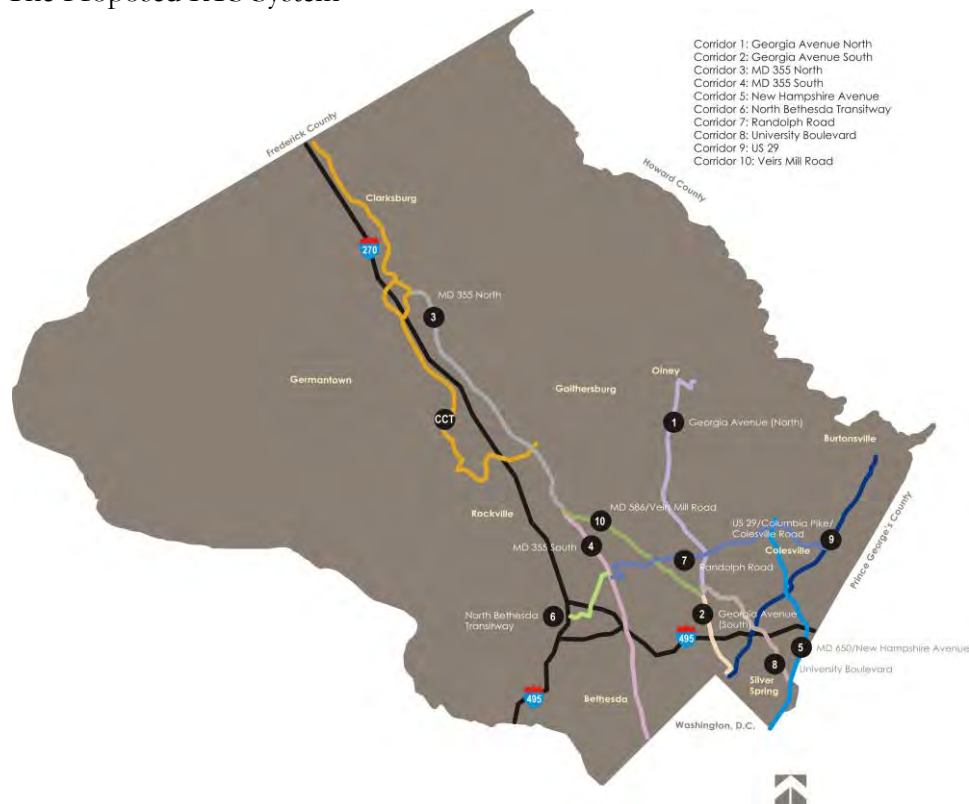 The Proposed RTS System
Corridor 1: Georgia Avenue North
Corridor 2: Georgia Avenue South
Corridor 3: MD 355 North
Corridor 4: MD 355 South
Corridor 5: New Hampshire Avenue
Corridor 6: North Bethesda Transitway
Corridor 7: Randolph Road
Corridor 8: University Boulevard
Corridor 9: US 29
Corridor 10: Veirs Mill Road
Frederick County
Howard County
Clarksburg
270
MD 355 North
3
Germantown
Gaithersburg
Olney
CCT
1
Georgia Avenue (North)
Burtonsville
Rockville
MD 586/Veirs Mill Road
10
US 29/Columbia Pike/
Colesville Road
9
MD 355 South
4
Colesville
7
Randolph Road
Prince George's County
North Bethesda
Transitway
6
2
Georgia Avenue
(South)
495
5
MD 650/New Hampshire Avenue
8
University Boulevard
Silver
Spring
495
Bethesda
Washington, D.C.